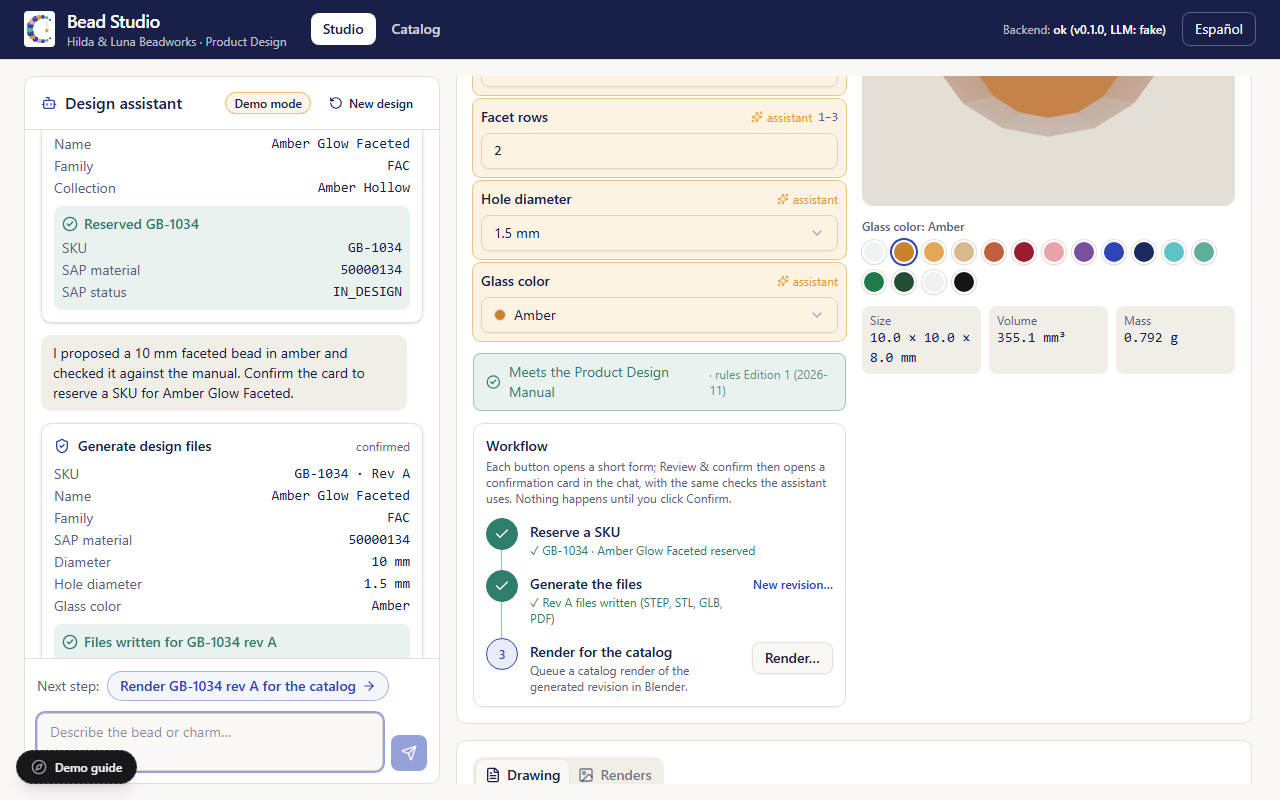 Bead Studio
Hilda & Luna Beadworks · Product Design
Studio
Catalog
Backend: ok (v0.1.0, LLM: fake)
Español
Design assistant
Demo mode
New design
Name Amber Glow Faceted
Family FAC
Collection Amber Hollow
Reserved GB-1034
SKU GB-1034
SAP material 50000134
SAP status IN_DESIGN
I proposed a 10 mm faceted bead in amber and
checked it against the manual. Confirm the card to
reserve a SKU for Amber Glow Faceted.
Generate design files confirmed
SKU GB-1034 · Rev A
Name Amber Glow Faceted
Family FAC
SAP material 50000134
Diameter 10 mm
Hole diameter 1.5 mm
Glass color Amber
Files written for GB-1034 rev A
Next step: Render GB-1034 rev A for the catalog →
Describe the bead or charm...
Demo guide
Facet rows assistant 1–3
2
Hole diameter assistant
1.5 mm
Glass color assistant
Amber
Meets the Product Design
Manual
· rules Edition 1 (2026-
11)
Workflow
Each button opens a short form; Review & confirm then opens a
confirmation card in the chat, with the same checks the assistant
uses. Nothing happens until you click Confirm.
Reserve a SKU
✓ GB-1034 · Amber Glow Faceted reserved
Generate the files New revision...
✓ Rev A files written (STEP, STL, GLB,
PDF)
3 Render for the catalog Render...
Queue a catalog render of the
generated revision in Blender.
Drawing
Renders
Glass color: Amber
Size
10.0 × 10.0 ×
8.0 mm
Volume
355.1 mm³
Mass
0.792 g